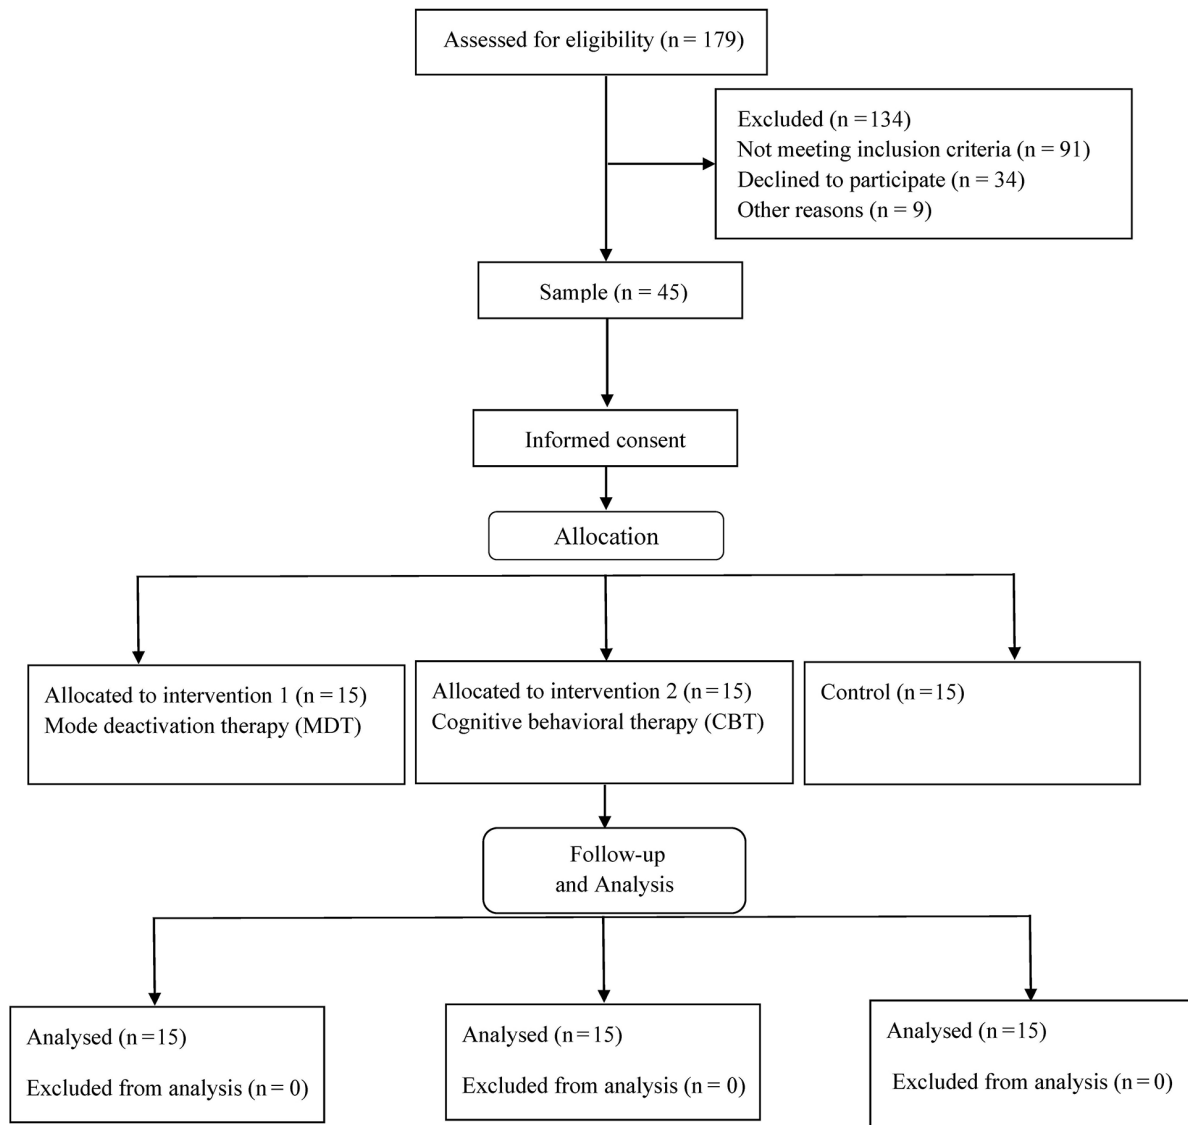 Assessed for eligibility (n = 179)
Excluded (n =134)
Not meeting inclusion criteria (n = 91)
Declined to participate (n = 34)
Other reasons (n = 9)
Sample (n = 45)
Informed consent
Allocation
Allocated to intervention 1 (n = 15)
Mode deactivation therapy (MDT)
Allocated to intervention 2 (n =15)
Cognitive behavioral therapy (CBT)
Control (n =15)
Follow-up
and Analysis
Analysed (n =15)
Excluded from analysis (n = 0)
Analysed (n =15)
Excluded from analysis (n = 0)
Analysed (n =15)
Excluded from analysis (n = 0)